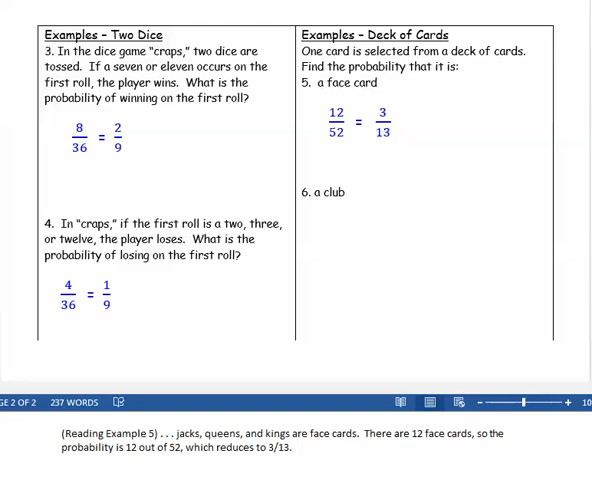 Examples – Two Dice
3. In the dice game “craps,” two dice are
tossed. If a seven or eleven occurs on the
first roll, the player wins. What is the
probability of winning on the first roll?
8/36 = 2/9
4. In “craps,” if the first roll is a two, three,
or twelve, the player loses. What is the
probability of losing on the first roll?
4/36 = 1/9
Examples – Deck of Cards
One card is selected from a deck of cards.
Find the probability that it is:
5. a face card
12/52 = 3/13
6. a club
GE 2 OF 2 237 WORDS
10
(Reading Example 5) . . . jacks, queens, and kings are face cards. There are 12 face cards, so the
probability is 12 out of 52, which reduces to 3/13.